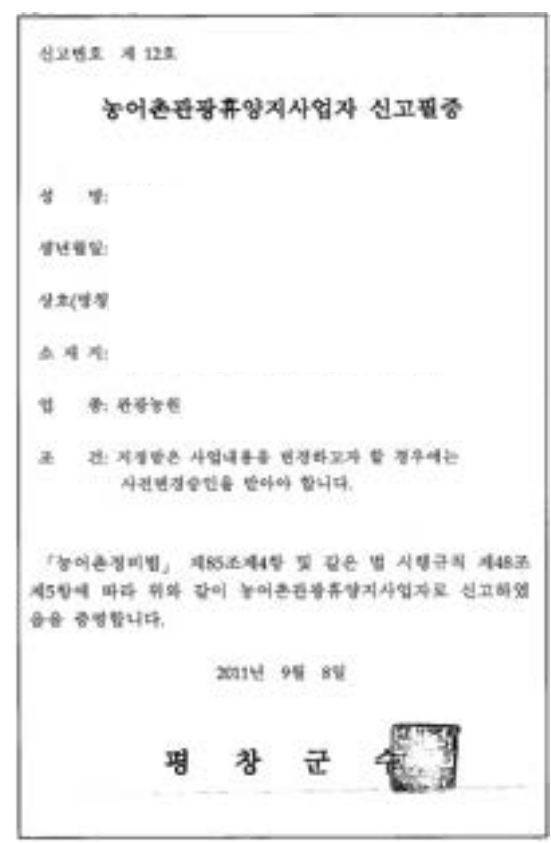 신고번호 제 12호
농어촌관광휴양지사업자 신고필증
성 명:
생년월일:
상호(명칭
소 재 지:
업 종: 관광농원
조 건: 지정받은 사업내용을 변경하고자 할 경우에는
사전변경승인을 받아야 합니다.
「농어촌정비법」 제85조제4항 및 같은 법 시행규칙 제48조
제5항에 따라 위와 같이 농어촌관광휴양지사업자로 신고하였
음을 증명합니다.
2011년 9월 8일
평 창 군 수